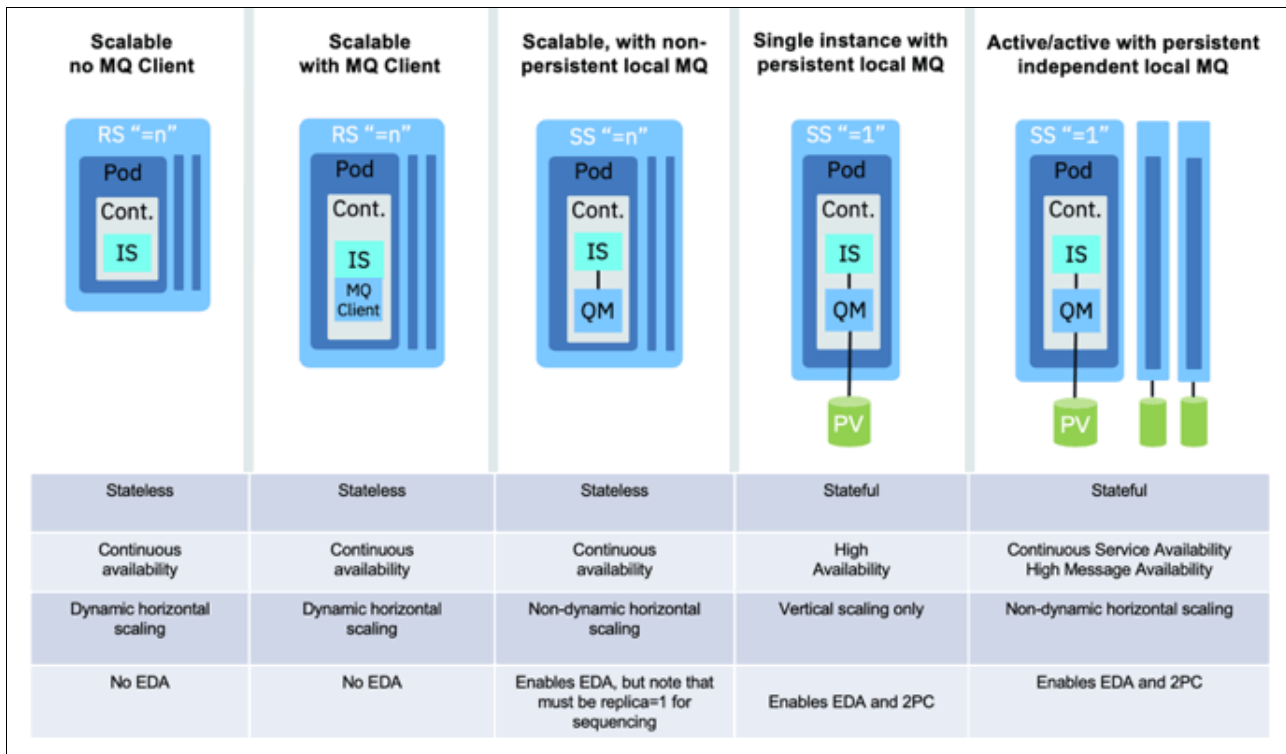 Scalable
no MQ Client
Scalable
with MQ Client
Scalable, with non-
persistent local MQ
Single instance with
persistent local MQ
Active/active with persistent
independent local MQ
RS “=n”
Pod
Cont.
IS
RS “=n”
Pod
Cont.
IS
MQ
Client
SS “=n”
Pod
Cont.
IS
QM
SS “=1”
Pod
Cont.
IS
QM
PV
SS “=1”
Pod
Cont.
IS
QM
PV
Stateless
Stateless
Stateless
Stateful
Stateful
Continuous
availability
Continuous
availability
Continuous
availability
High
Availability
Continuous Service Availability
High Message Availability
Dynamic horizontal
scaling
Dynamic horizontal
scaling
Non-dynamic horizontal
scaling
Vertical scaling only
Non-dynamic horizontal scaling
No EDA
No EDA
Enables EDA, but note that
must be replica=1 for
sequencing
Enables EDA and 2PC
Enables EDA and 2PC